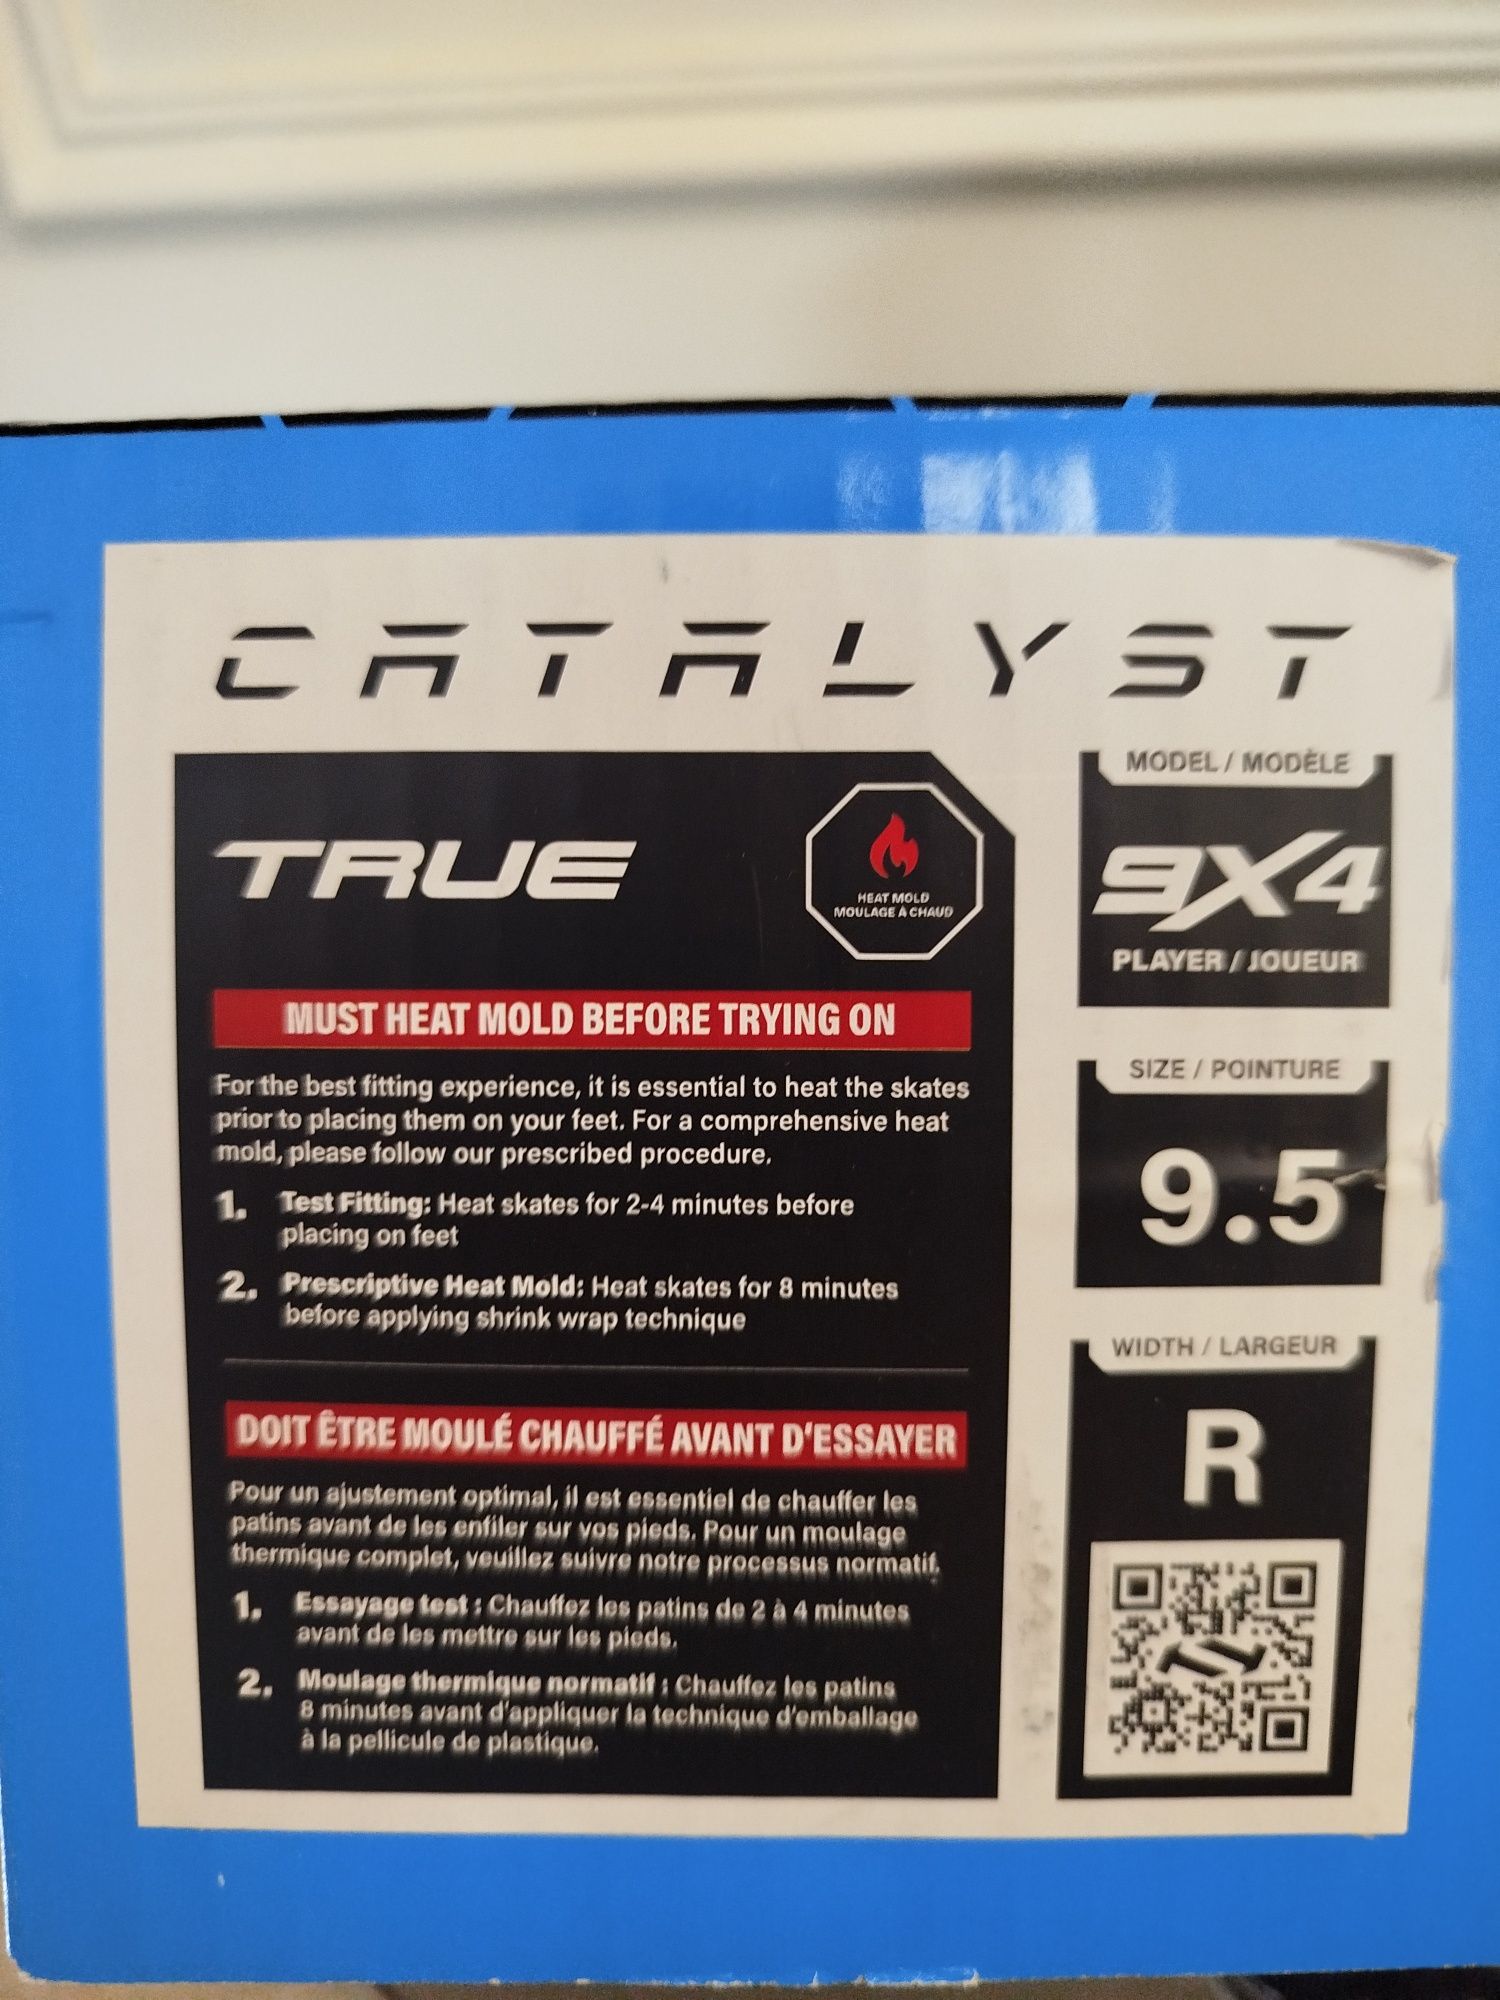 CATALYST
TRUE
HEAT MOLD
MOULAGE À CHAUD
MUST HEAT MOLD BEFORE TRYING ON
For the best fitting experience, it is essential to heat the skates
prior to placing them on your feet. For a comprehensive heat
mold, please follow our prescribed procedure.
1. Test Fitting: Heat skates for 2-4 minutes before
placing on feet
2. Prescriptive Heat Mold: Heat skates for 8 minutes
before applying shrink wrap technique
DOIT ÊTRE MOULÉ CHAUFFÉ AVANT D'ESSAYER
Pour un ajustement optimal, il est essentiel de chauffer les
patins avant de les enfiler sur vos pieds. Pour un moulage
thermique complet, veuillez suivre notre processus normatif.
1. Essayage test : Chauffez les patins de 2 à 4 minutes
avant de les mettre sur les pieds.
2. Moulage thermique normatif : Chauffez les patins
8 minutes avant d'appliquer la technique d'emballage
à la pellicule de plastique.
MODEL / MODÈLE
9X4
PLAYER / JOUEUR
SIZE / POINTURE
9.5
WIDTH / LARGEUR
R